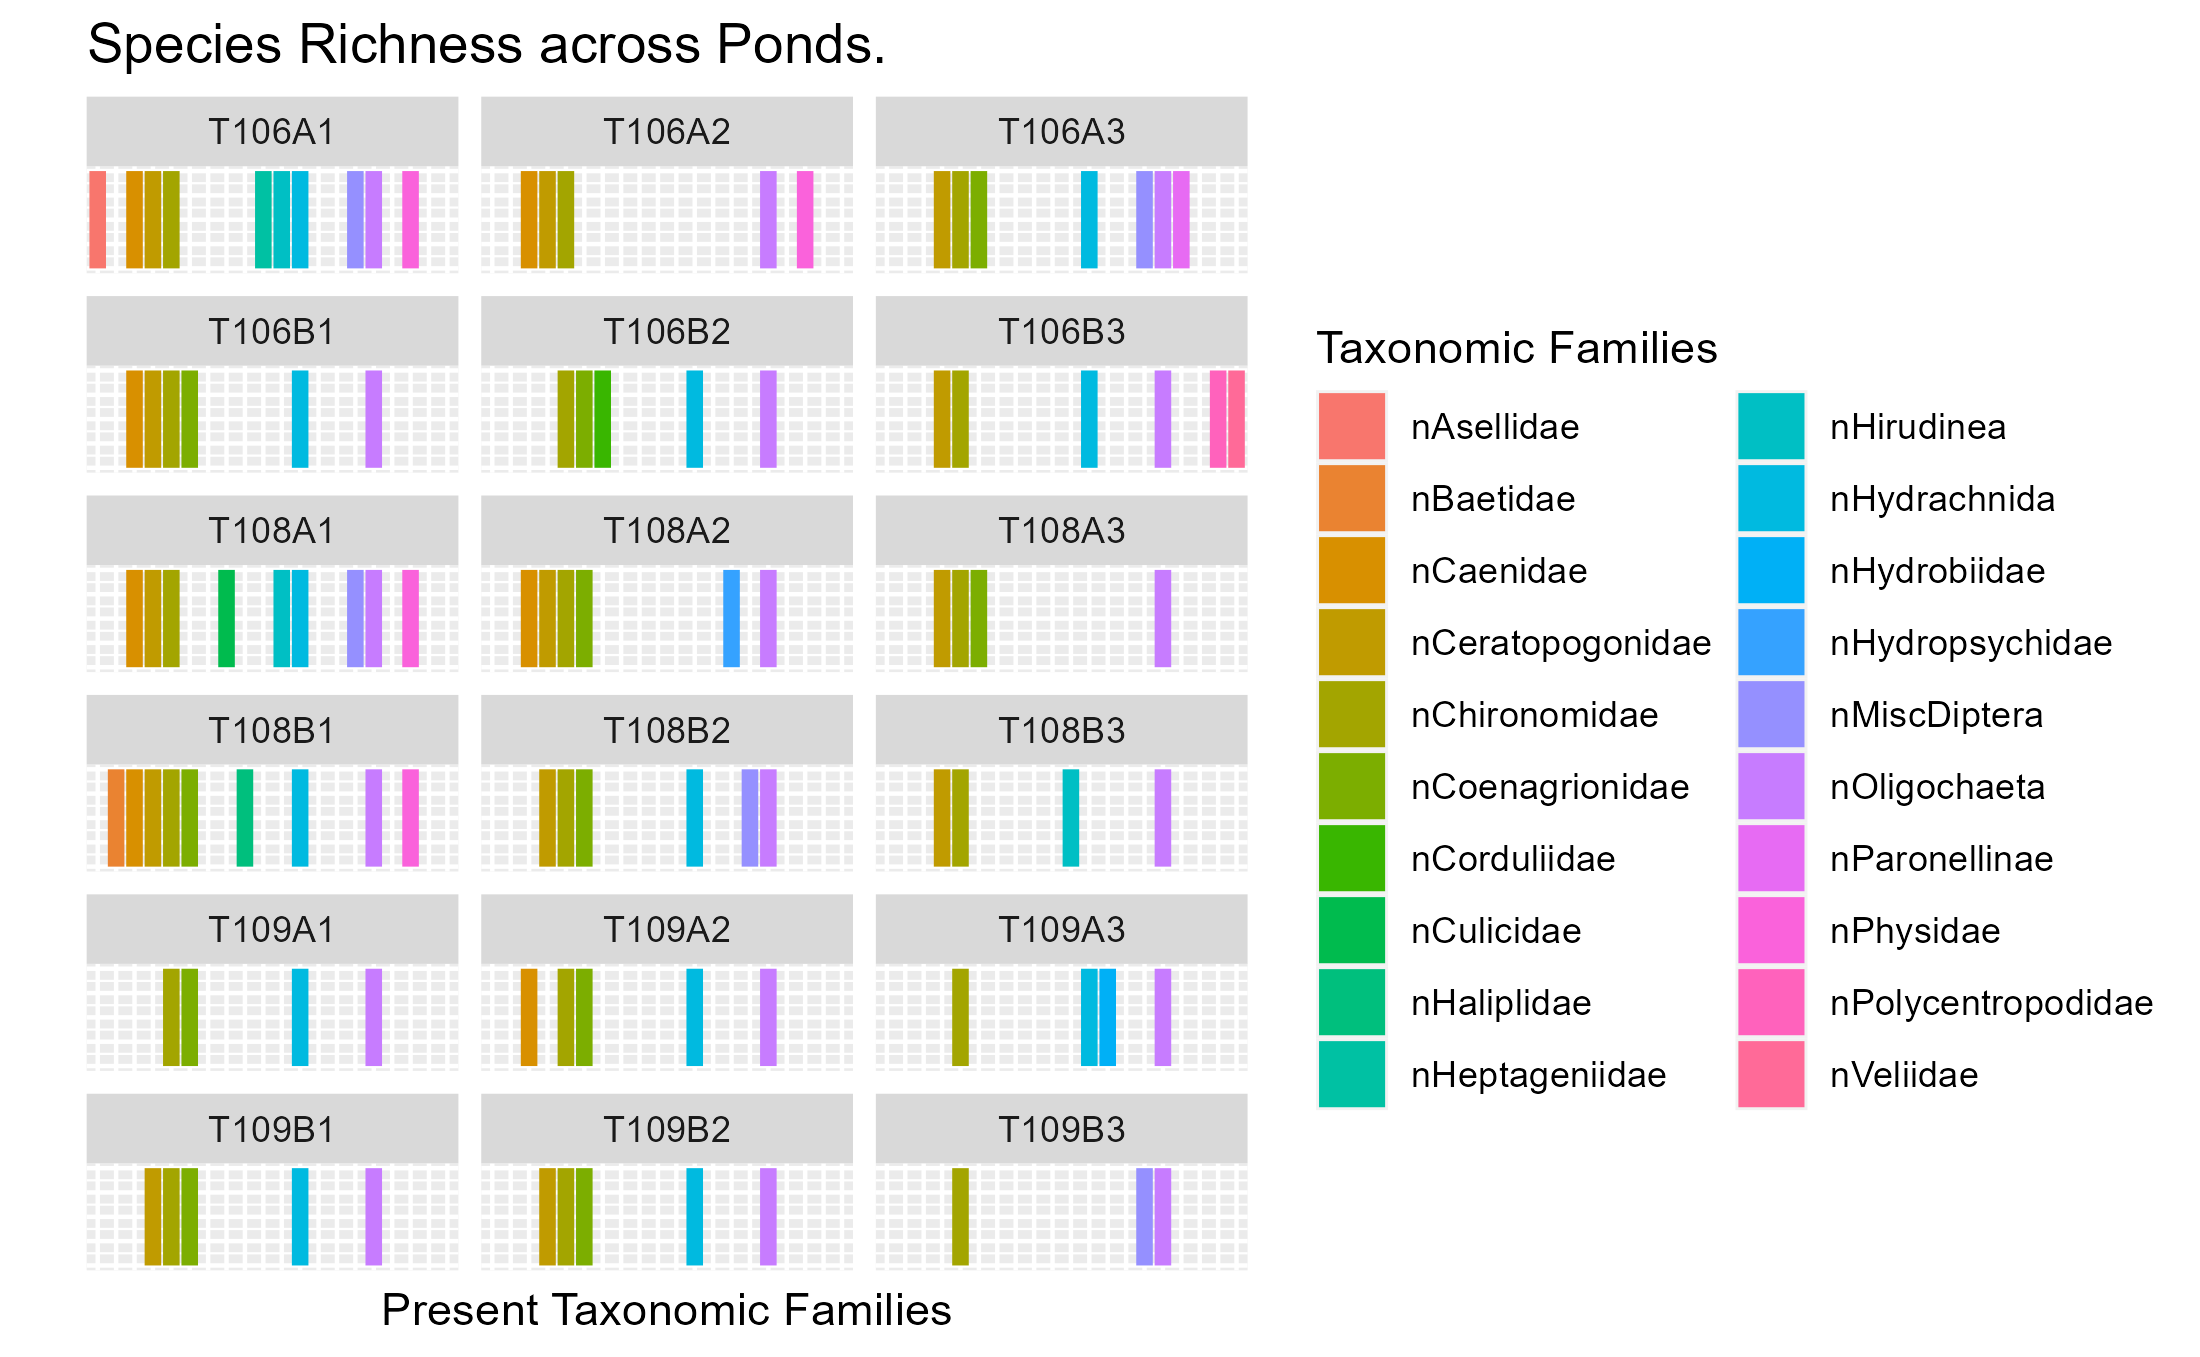 Species Richness across Ponds.
T106A1 T106A2 T106A3
T106B1 T106B2 T106B3
T108A1 T108A2 T108A3
T108B1 T108B2 T108B3
T109A1 T109A2 T109A3
T109B1 T109B2 T109B3
Present Taxonomic Families
Taxonomic Families
nAsellidae
nBaetidae
nCaenidae
nCeratopogonidae
nChironomidae
nCoenagrionidae
nCorduliidae
nCulicidae
nHaliplidae
nHeptageniidae
nHirudinea
nHydrachnida
nHydrobiidae
nHydropsychidae
nMiscDiptera
nOligochaeta
nParonellinae
nPhysidae
nPolycentropodidae
nVeliidae